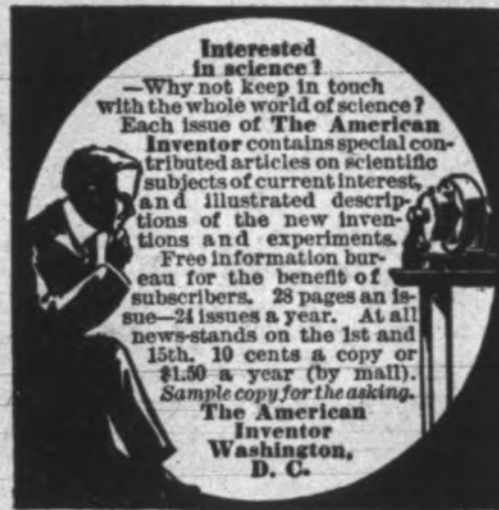 Interested
in science?
—Why not keep in touch
with the whole world of science?
Each issue of The American
Inventor contains special con-
tributed articles on scientific
subjects of current interest,
and illustrated descrip-
tions of the new inven-
tions and experiments.
Free information bur-
eau for the benefit of
subscribers. 28 pages an is-
sue—24 issues a year. At all
news-stands on the 1st and
15th. 10 cents a copy or
$1.50 a year (by mail).
Sample copy for the asking.
The American
Inventor
Washington,
D. C.